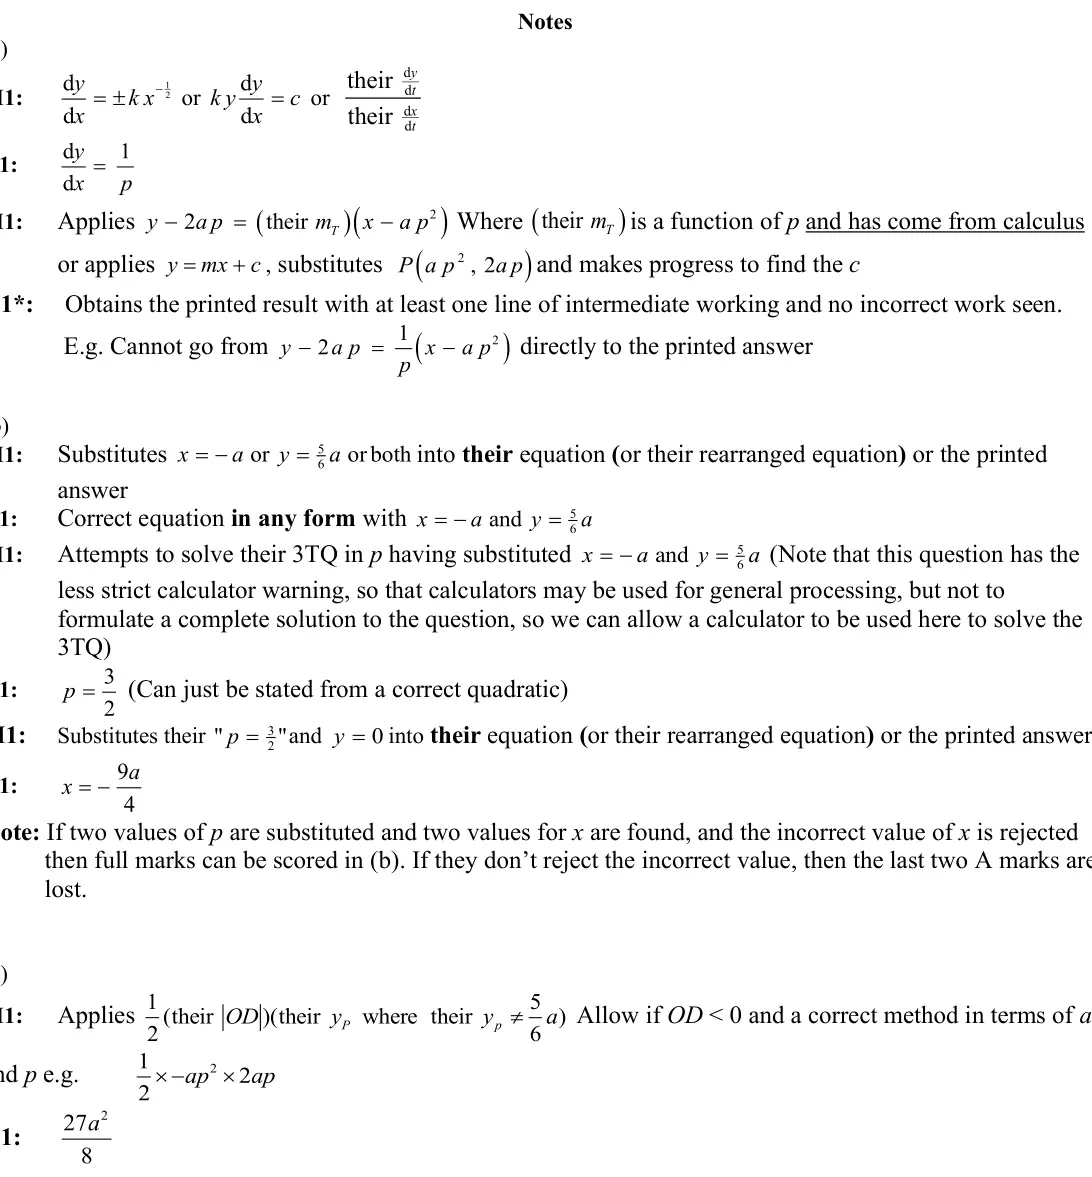 Notes
)
I1: dy/dx = ±k x^(-1/2) or k y dy/dx = c or (their dy/dt)/(their dx/dt)
1: dy/dx = 1/p
I1: Applies y − 2ap = (their m_T)(x − ap²) Where (their m_T) is a function of p and has come from calculus
or applies y = mx + c, substitutes P(ap², 2ap) and makes progress to find the c
1*: Obtains the printed result with at least one line of intermediate working and no incorrect work seen.
E.g. Cannot go from y − 2ap = 1/p (x − ap²) directly to the printed answer
)
I1: Substitutes x = −a or y = 5/6 a or both into their equation (or their rearranged equation) or the printed
answer
1: Correct equation in any form with x = −a and y = 5/6 a
I1: Attempts to solve their 3TQ in p having substituted x = −a and y = 5/6 a (Note that this question has the
less strict calculator warning, so that calculators may be used for general processing, but not to
formulate a complete solution to the question, so we can allow a calculator to be used here to solve the
3TQ)
1: p = 3/2 (Can just be stated from a correct quadratic)
I1: Substitutes their "p = 3/2" and y = 0 into their equation (or their rearranged equation) or the printed answer
1: x = −9a/4
ote: If two values of p are substituted and two values for x are found, and the incorrect value of x is rejected
then full marks can be scored in (b). If they don’t reject the incorrect value, then the last two A marks are
lost.
)
I1: Applies 1/2 (their |OD|)(their y_P where their y_p ≠ 5/6 a) Allow if OD < 0 and a correct method in terms of a
nd p e.g. 1/2 × −ap² × 2ap
1: 27a²/8